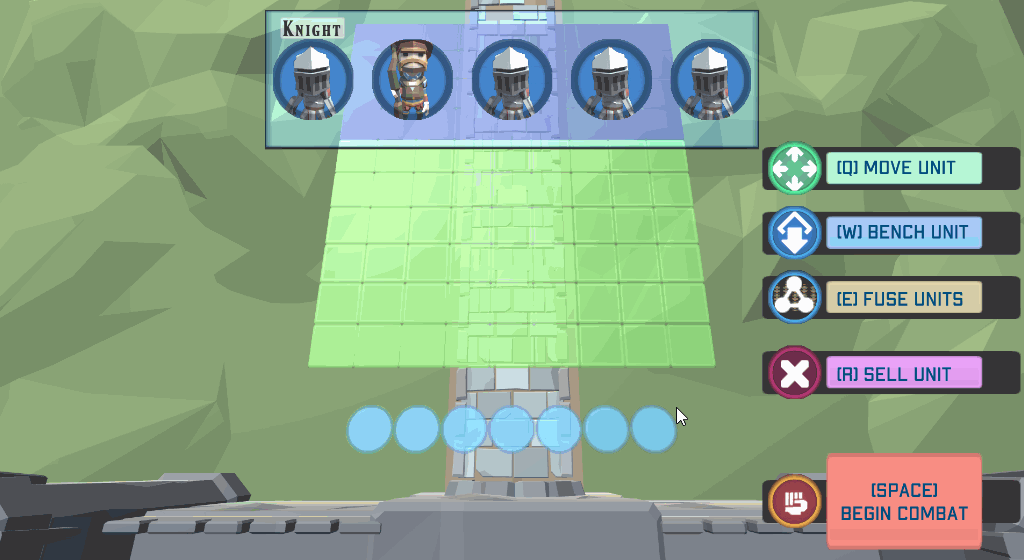 KNIGHT
[Q] MOVE UNIT
[W] BENCH UNIT
[E] FUSE UNITS
[R] SELL UNIT
[SPACE]
BEGIN COMBAT